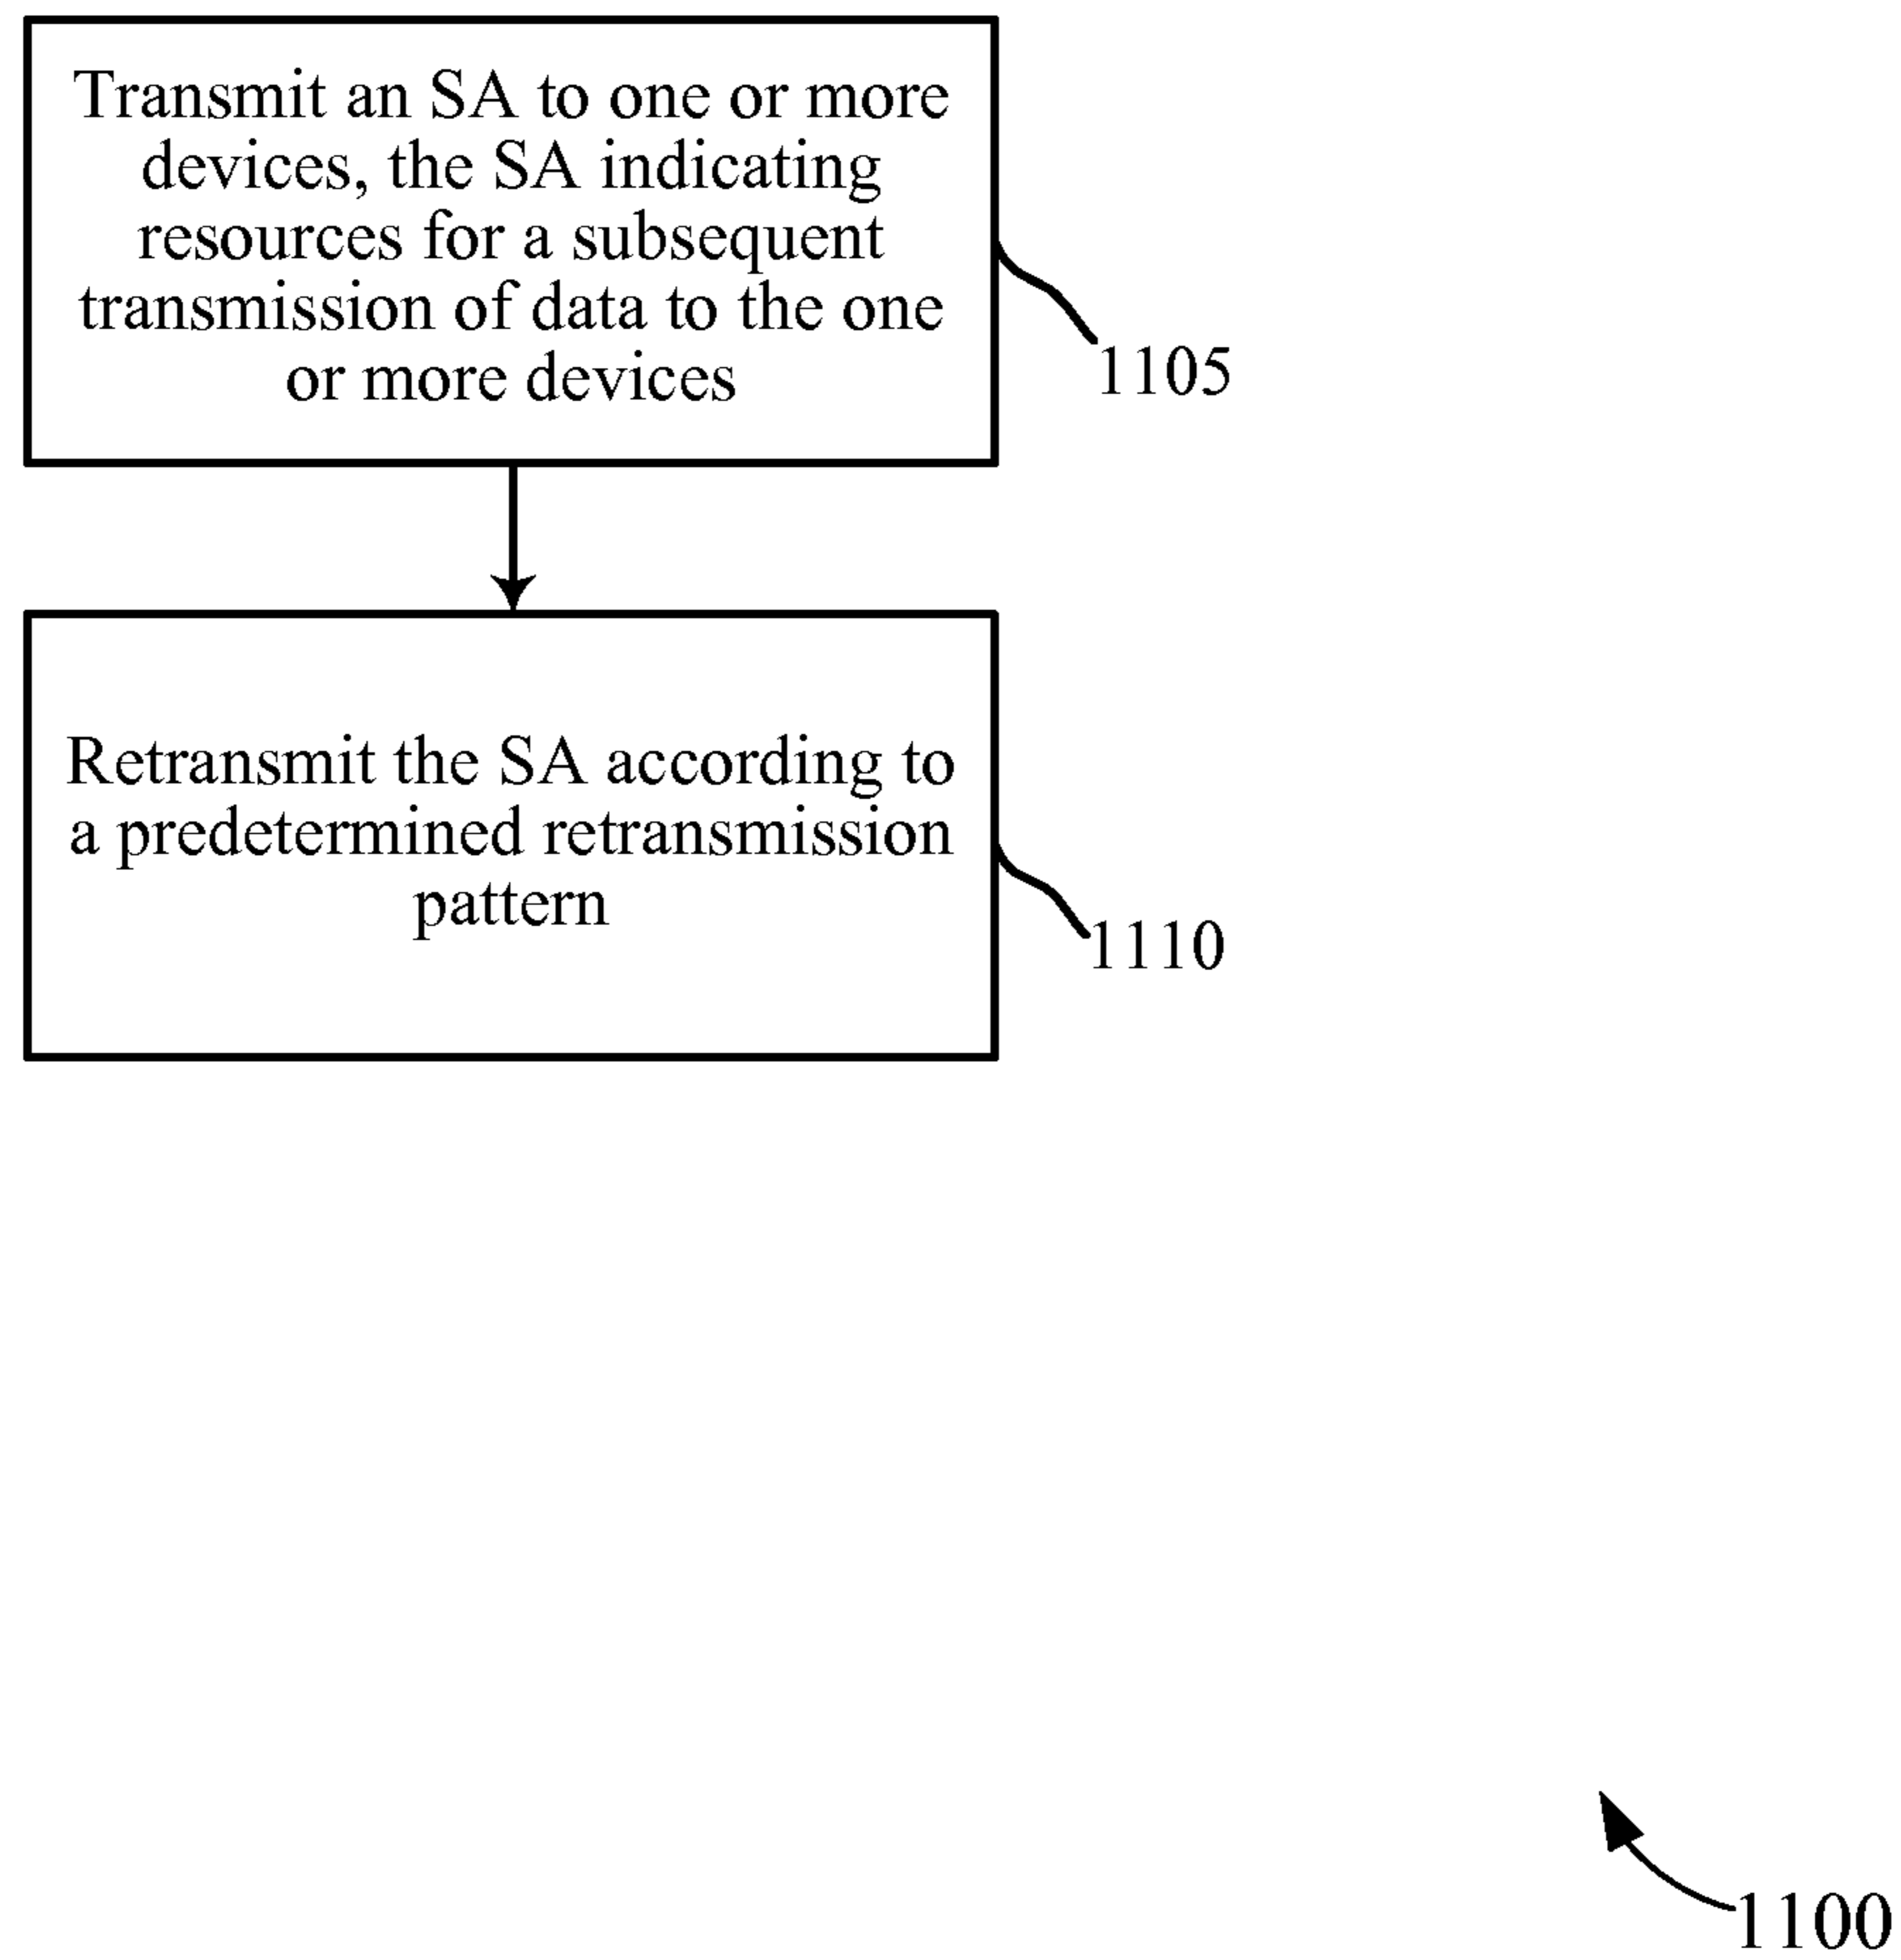 Transmit an SA to one or more
devices, the SA indicating
resources for a subsequent
transmission of data to the one
or more devices
1105
Retransmit the SA according to
a predetermined retransmission
pattern
1110
1100